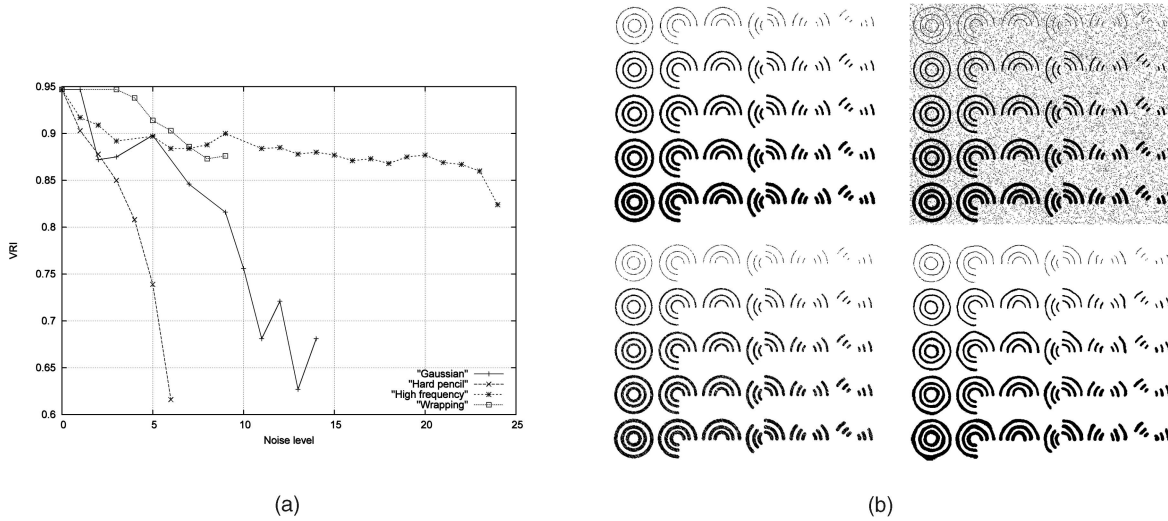 0.95
0.9
0.85
0.8
0.75
0.7
0.65
0.6
VRI
0 5 10 15 20 25
Noise level
"Gaussian"
"Hard pencil"
"High frequency"
"Wrapping"
(a)
(b)